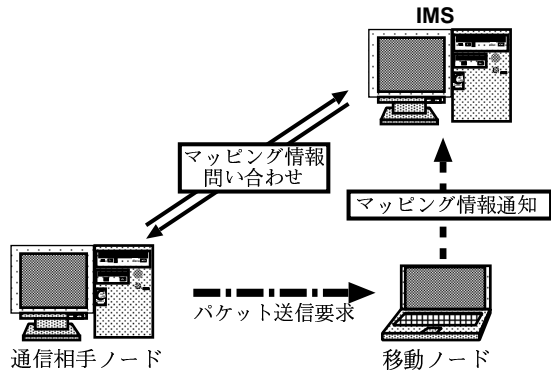 IMS
マッピング情報
問い合わせ
マッピング情報通知
パケット送信要求
通信相手ノード
移動ノード